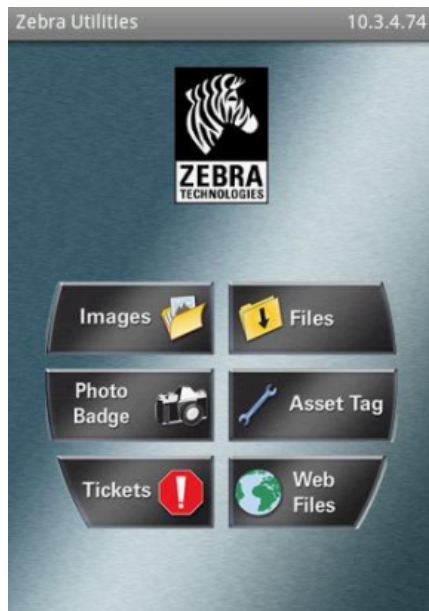 Zebra Utilities 10.3.4.74
ZEBRA
TECHNOLOGIES
Images
Files
Photo
Badge
Asset Tag
Tickets
Web
Files